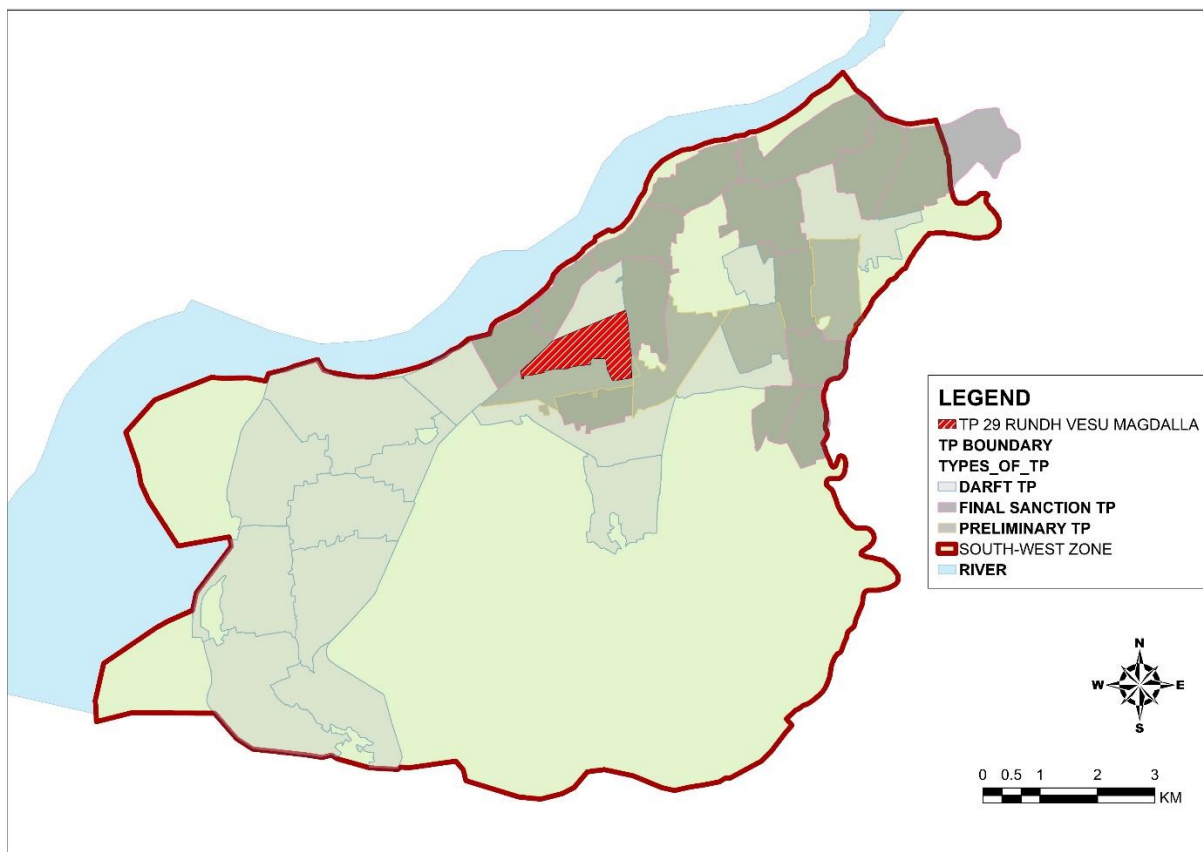 LEGEND
TP 29 RUNDH VESU MAGDALLA
TP BOUNDARY
TYPES_OF_TP
DARFT TP
FINAL SANCTION TP
PRELIMINARY TP
SOUTH-WEST ZONE
RIVER
N
W E
S
0 0.5 1 2 3
KM